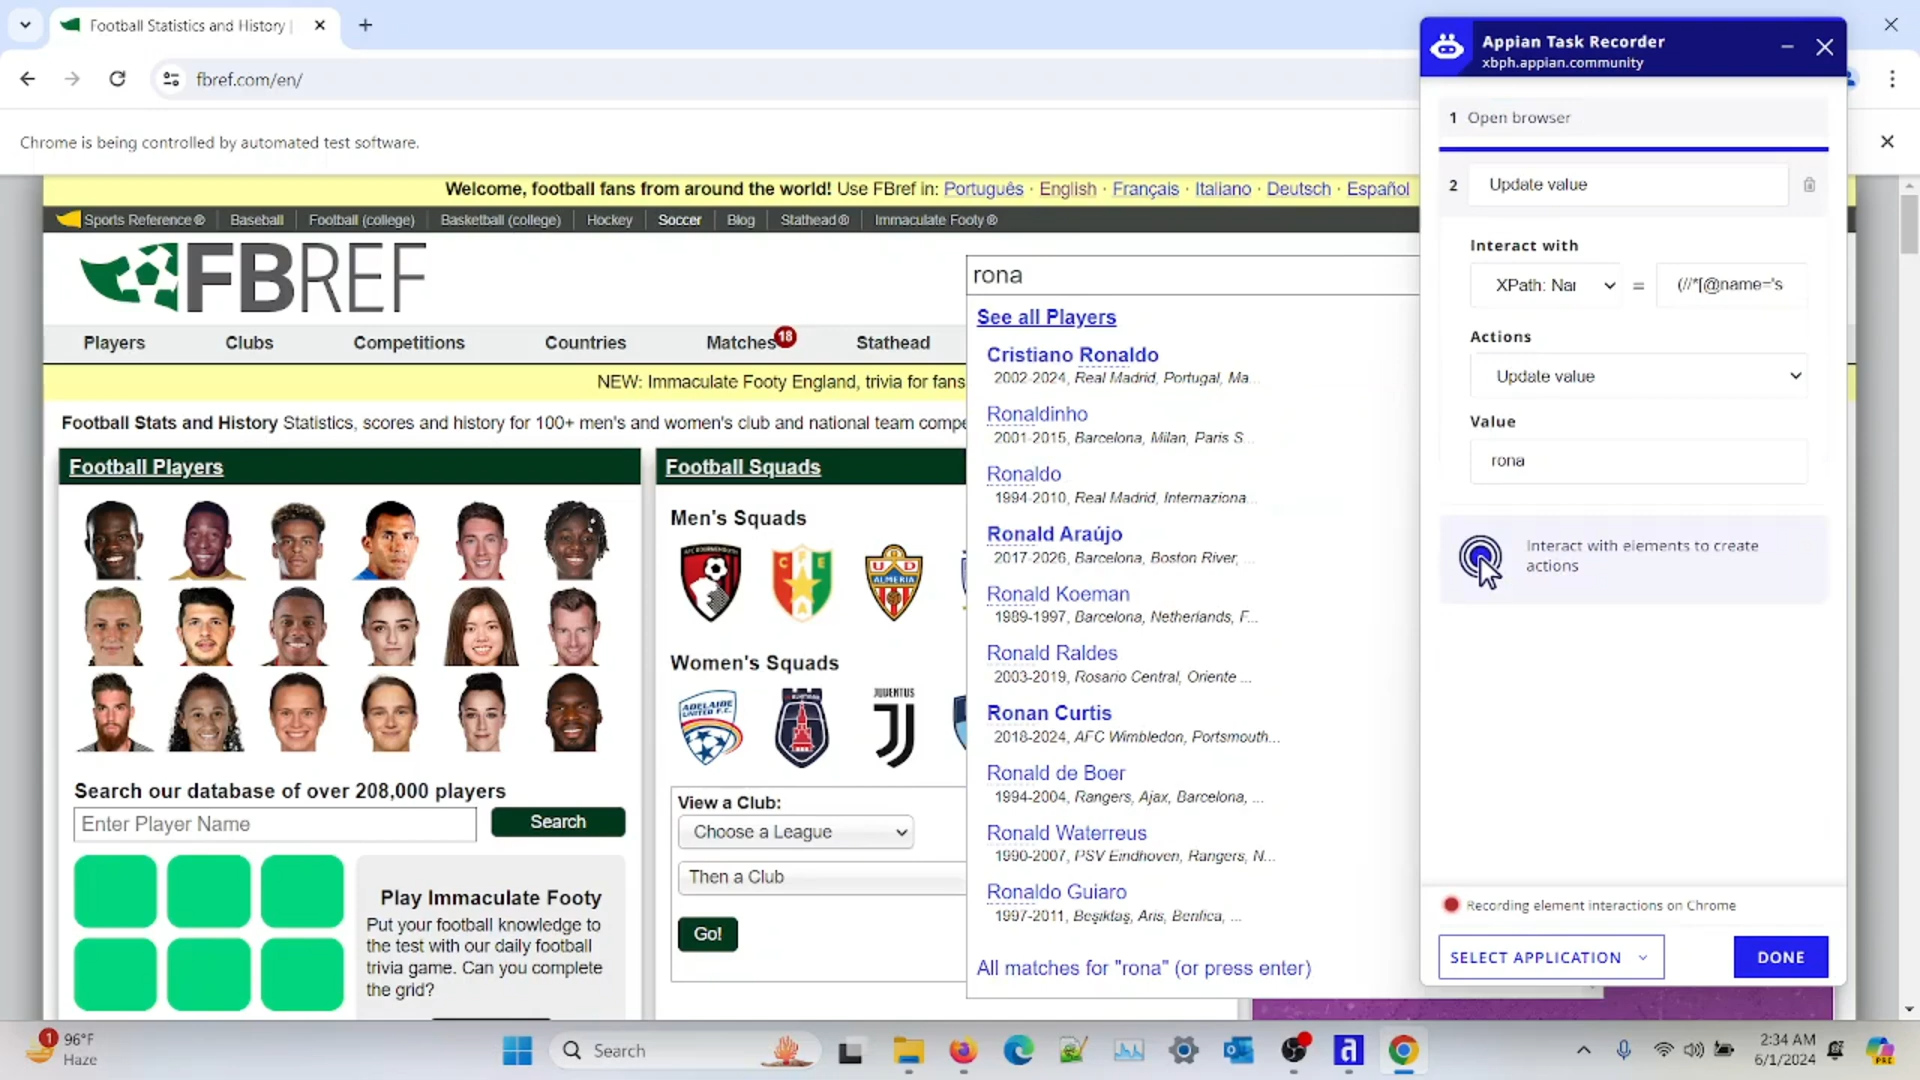 Football Statistics and History |
fbref.com/en/
Chrome is being controlled by automated test software.
Welcome, football fans from around the world! Use FBref in: Português · English · Français · Italiano · Deutsch · Español
Sports Reference ® Baseball Football (college) Basketball (college) Hockey Soccer Blog Stathead® Immaculate Footy ®
FBREF
Players Clubs Competitions Countries Matches 18 Stathead
NEW: Immaculate Footy England, trivia for fans
Football Stats and History Statistics, scores and history for 100+ men's and women's club and national team compe
Football Players
Search our database of over 208,000 players
Enter Player Name
Search
Play Immaculate Footy
Put your football knowledge to
the test with our daily football
trivia game. Can you complete
the grid?
Football Squads
Men's Squads
ALMERIA
Women's Squads
ADELAIDE
UNITED F.C.
JUVENTUS
View a Club:
Choose a League
Then a Club
Go!
rona
See all Players
Cristiano Ronaldo
2002-2024, Real Madrid, Portugal, Ma...
Ronaldinho
2001-2015, Barcelona, Milan, Paris S...
Ronaldo
1994-2010, Real Madrid, Internaziona...
Ronald Araújo
2017-2026, Barcelona, Boston River, ...
Ronald Koeman
1989-1997, Barcelona, Netherlands, F...
Ronald Raldes
2003-2019, Rosario Central, Oriente ...
Ronan Curtis
2018-2024, AFC Wimbledon, Portsmouth...
Ronald de Boer
1994-2004, Rangers, Ajax, Barcelona, ...
Ronald Waterreus
1990-2007, PSV Eindhoven, Rangers, N...
Ronaldo Guiaro
1997-2011, Beşiktaş, Aris, Benfica, ...
All matches for "rona" (or press enter)
Appian Task Recorder
xbph.appian.community
1 Open browser
2 Update value
Interact with
XPath: Nar = (//*[@name='s
Actions
Update value
Value
rona
Interact with elements to create
actions
Recording element interactions on Chrome
SELECT APPLICATION
DONE
1
96°F
Haze
Search
a
PRE
2:34 AM
6/1/2024